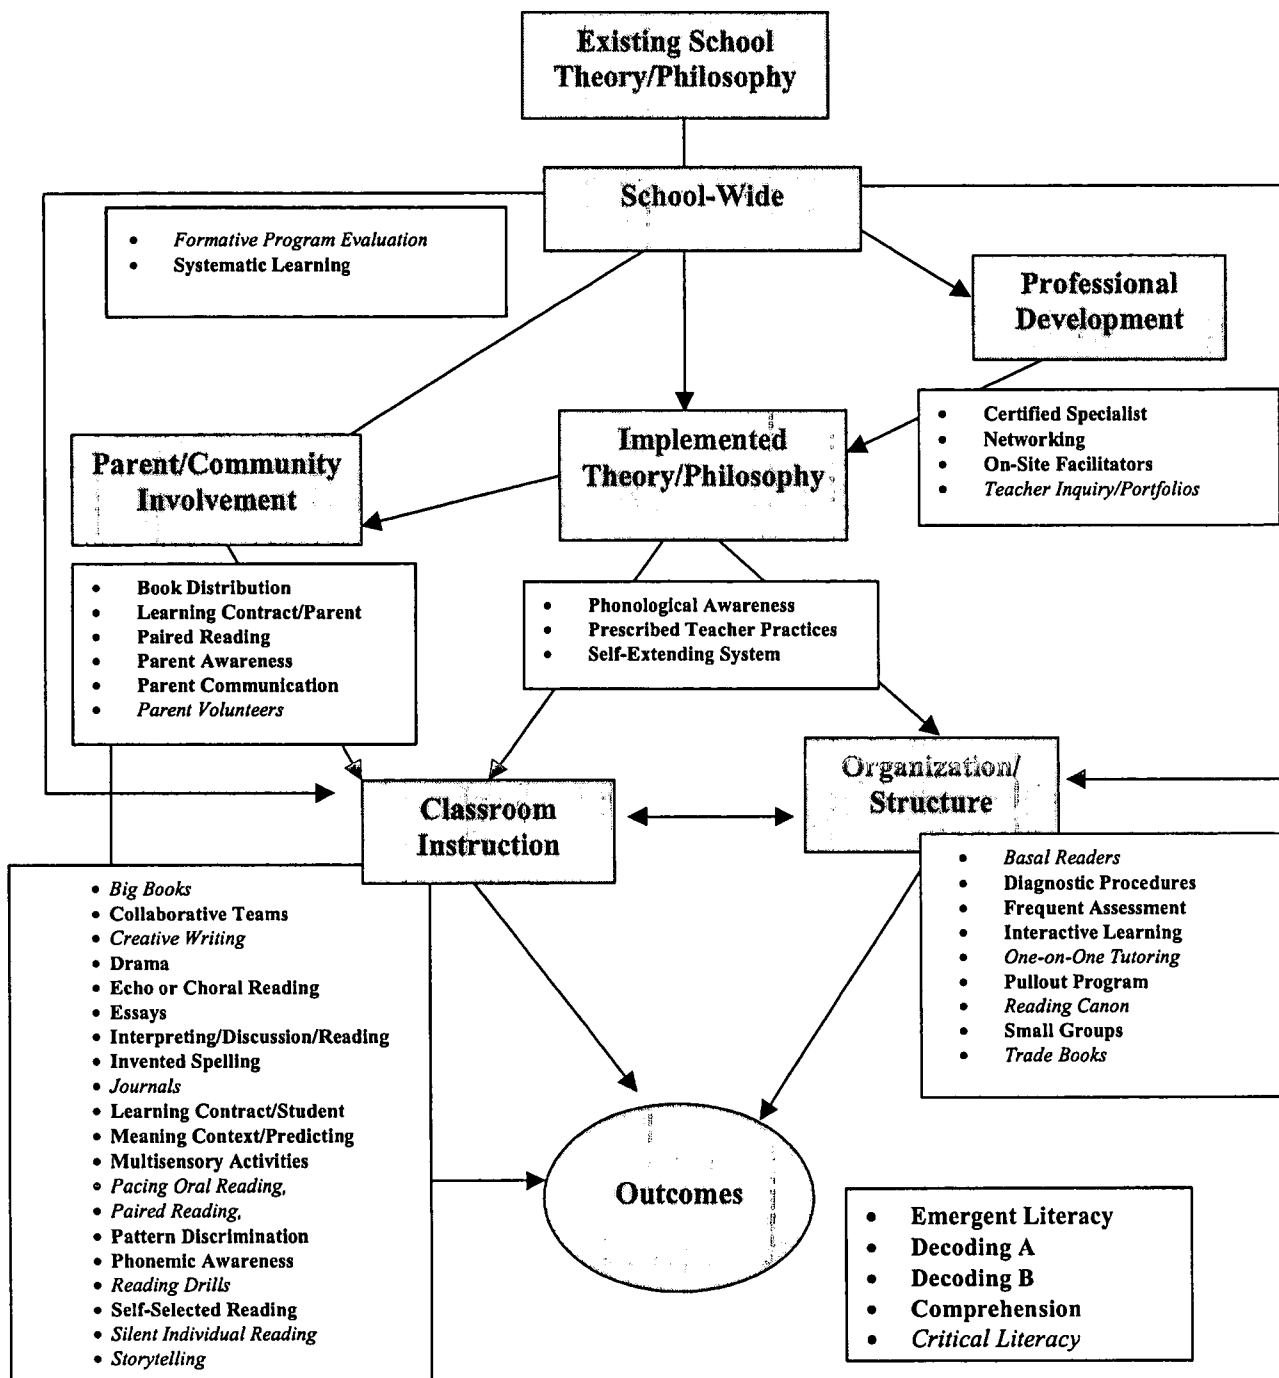 Existing School
Theory/Philosophy
School-Wide
• Formative Program Evaluation
• Systematic Learning
Professional
Development
• Certified Specialist
• Networking
• On-Site Facilitators
• Teacher Inquiry/Portfolios
Implemented
Theory/Philosophy
Parent/Community
Involvement
• Book Distribution
• Learning Contract/Parent
• Paired Reading
• Parent Awareness
• Parent Communication
• Parent Volunteers
• Phonological Awareness
• Prescribed Teacher Practices
• Self-Extending System
Organization/
Structure
Classroom
Instruction
• Basal Readers
• Diagnostic Procedures
• Frequent Assessment
• Interactive Learning
• One-on-One Tutoring
• Pullout Program
• Reading Canon
• Small Groups
• Trade Books
• Big Books
• Collaborative Teams
• Creative Writing
• Drama
• Echo or Choral Reading
• Essays
• Interpreting/Discussion/Reading
• Invented Spelling
• Journals
• Learning Contract/Student
• Meaning Context/Predicting
• Multisensory Activities
• Pacing Oral Reading,
• Paired Reading,
• Pattern Discrimination
• Phonemic Awareness
• Reading Drills
• Self-Selected Reading
• Silent Individual Reading
• Storytelling
Outcomes
• Emergent Literacy
• Decoding A
• Decoding B
• Comprehension
• Critical Literacy